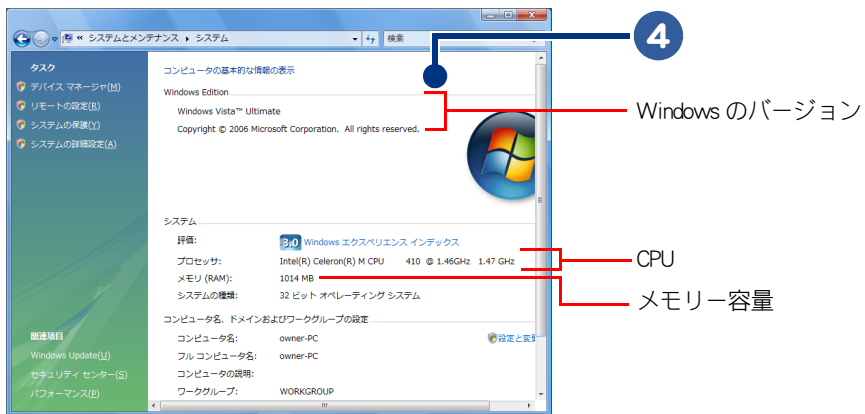 « システムとメンテナンス ▸ システム
検索
4
タスク
デバイス マネージャ(M)
リモートの設定(R)
システムの保護(Y)
システムの詳細設定(A)
コンピュータの基本的な情報の表示
Windows Edition
Windows Vista™ Ultimate
Copyright © 2006 Microsoft Corporation. All rights reserved.
Windows のバージョン
システム
評価:
3.0 Windows エクスペリエンス インデックス
プロセッサ: Intel(R) Celeron(R) M CPU 410 @ 1.46GHz 1.47 GHz
CPU
メモリ (RAM): 1014 MB
メモリー容量
システムの種類: 32 ビット オペレーティング システム
コンピュータ名、ドメインおよびワークグループの設定
コンピュータ名: owner-PC
設定と変
フル コンピュータ名: owner-PC
コンピュータの説明:
ワークグループ: WORKGROUP
関連項目
Windows Update(U)
セキュリティ センター(S)
パフォーマンス(P)